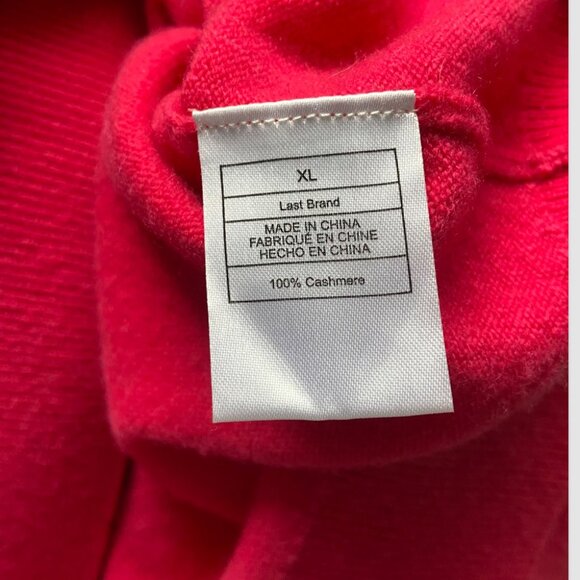 XL
Last Brand
MADE IN CHINA
FABRIQUÉ EN CHINE
HECHO EN CHINA
100% Cashmere